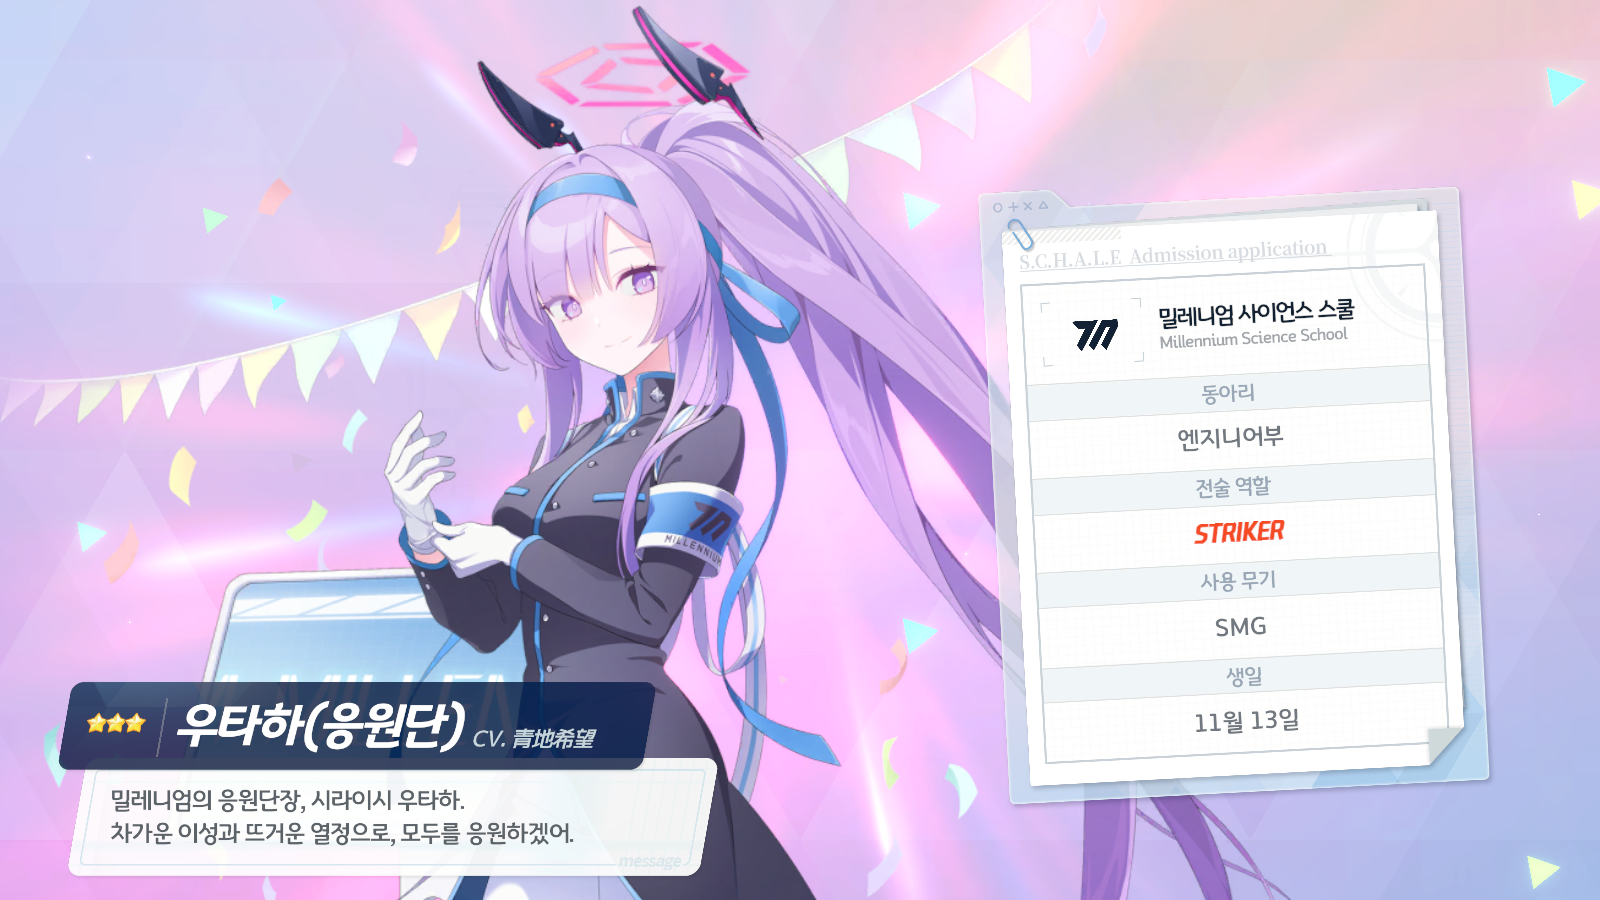 S.C.H.A.L.E Admission application
밀레니엄 사이언스 스쿨
Millennium Science School
동아리
엔지니어부
전술 역할
STRIKER
사용 무기
SMG
생일
11월 13일
MILLENNIUM
우타하(응원단) CV. 青地希望
밀레니엄의 응원단장, 시라이시 우타하.
차가운 이성과 뜨거운 열정으로, 모두를 응원하겠어.
message